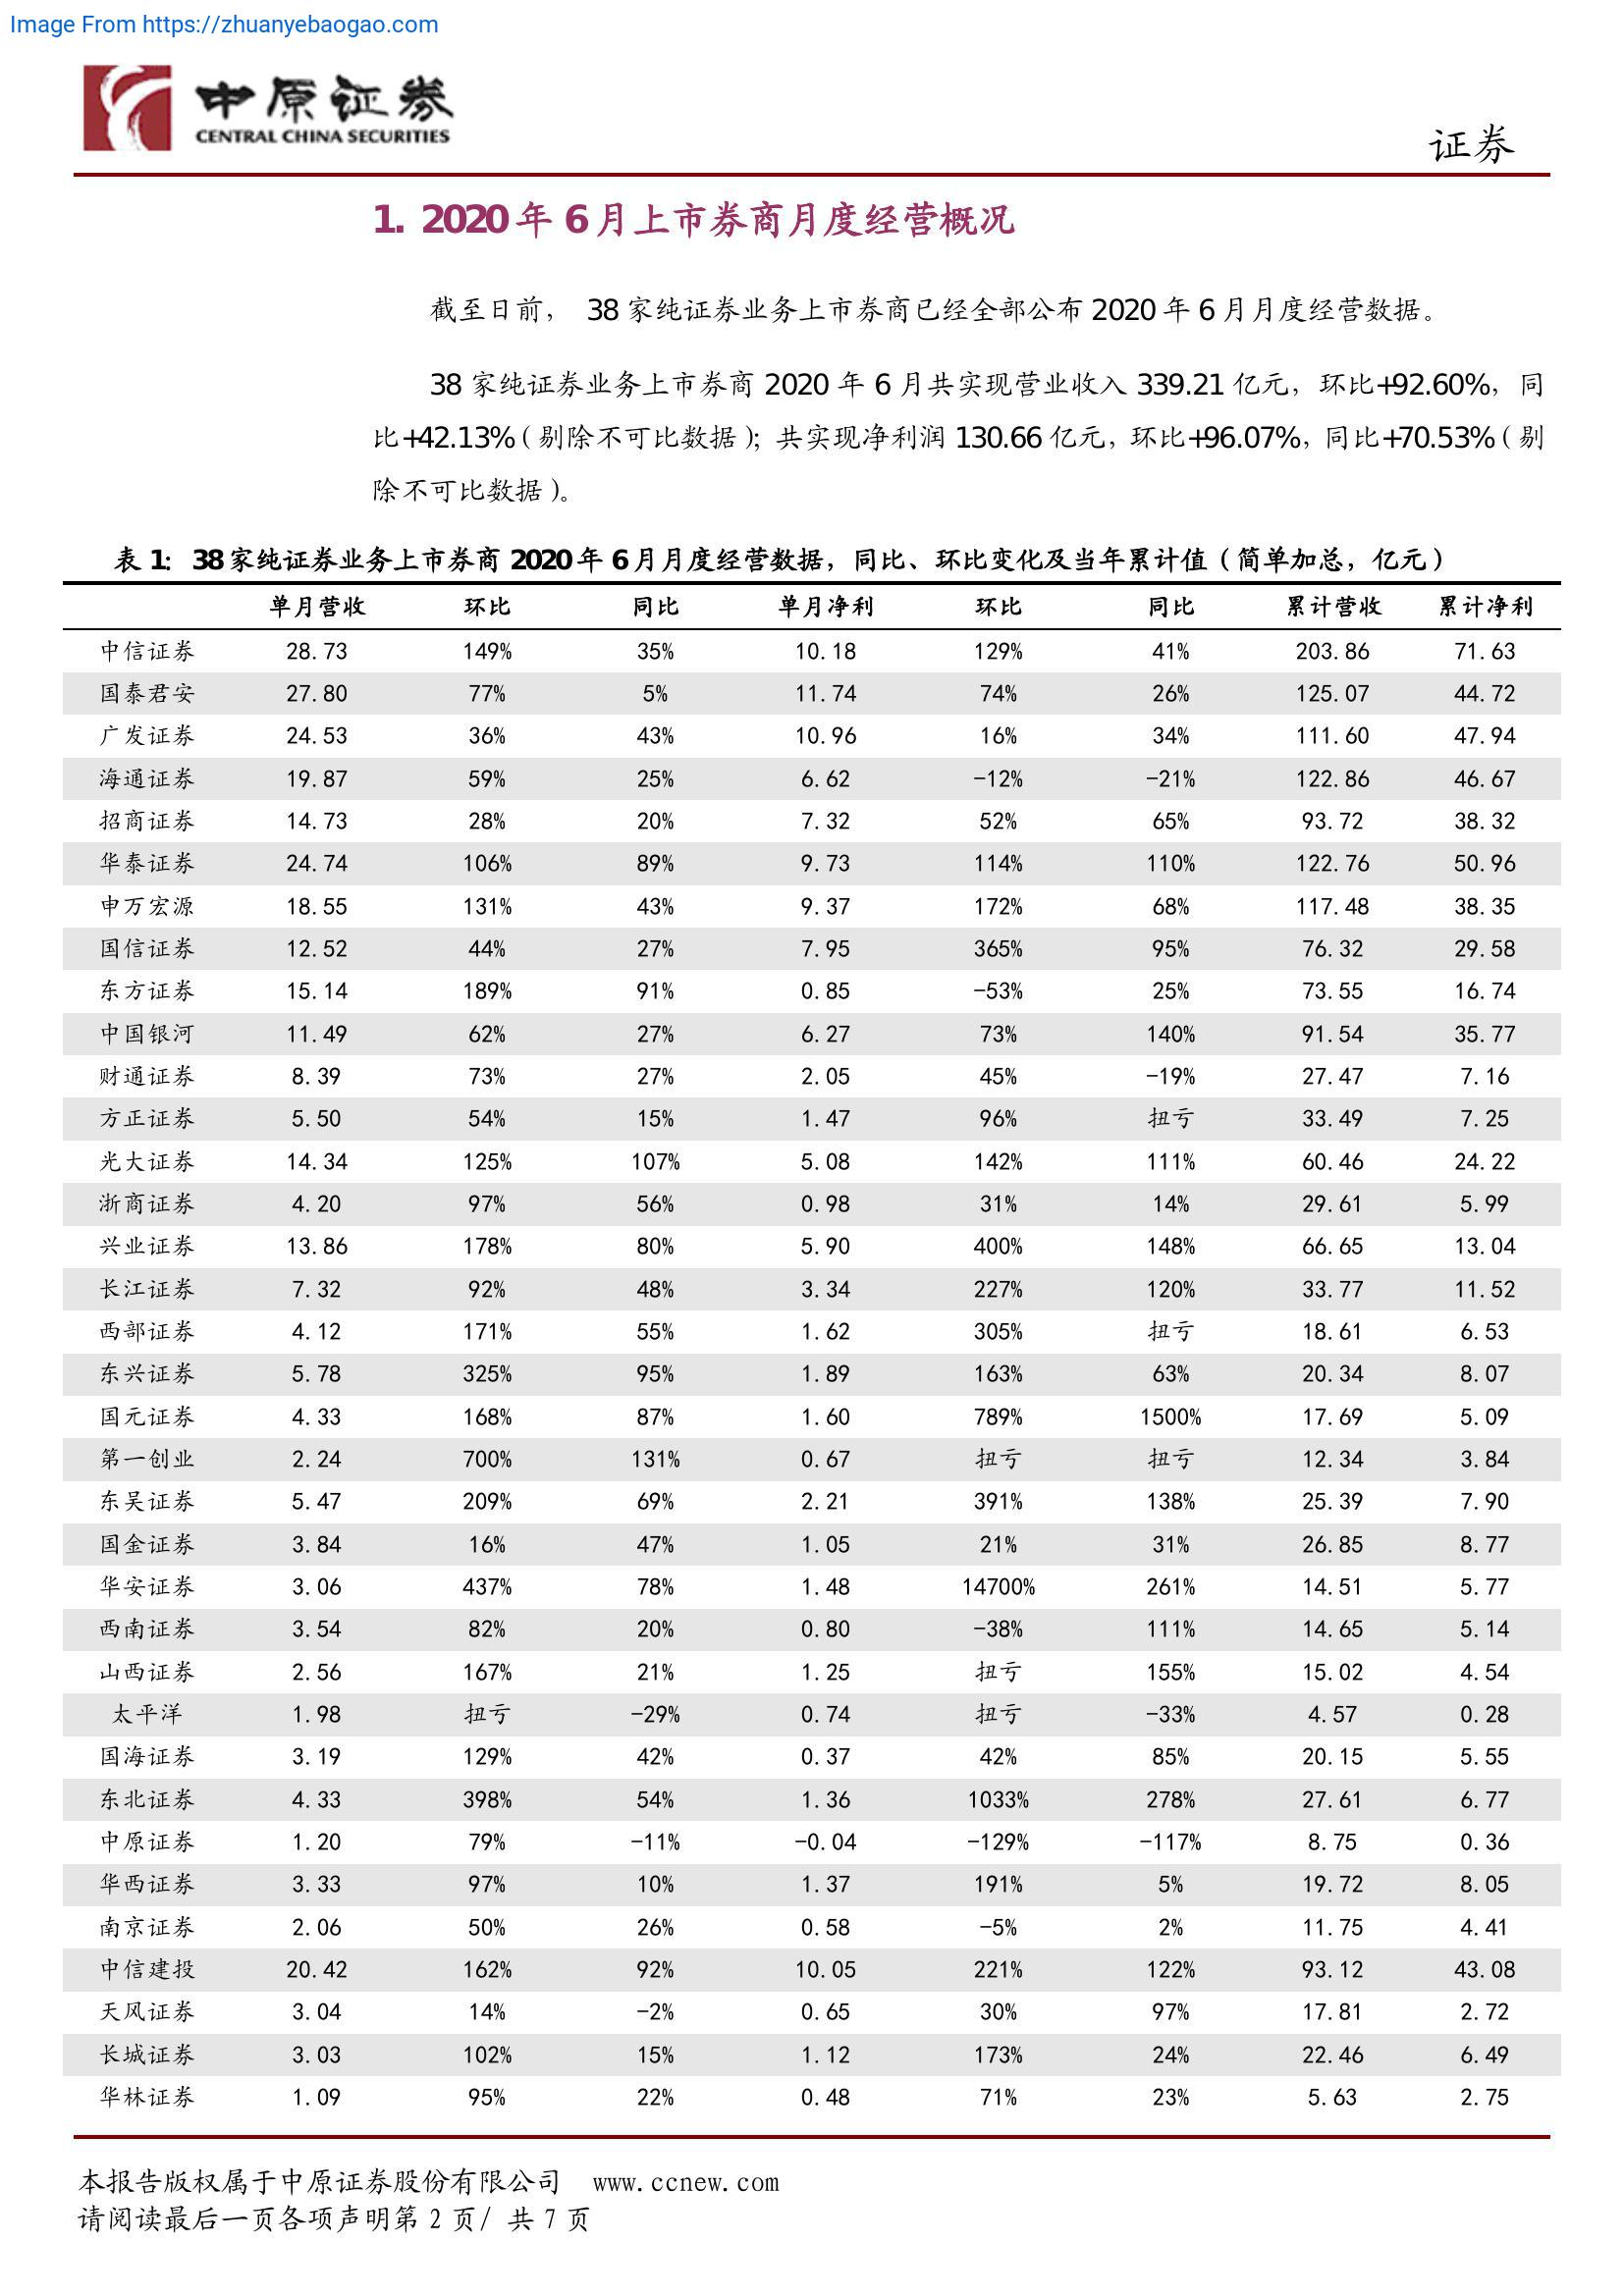 Image From https://zhuanyebaogao.com
中原证券
CENTRAL CHINA SECURITIES
证券
1. 2020 年 6 月上市券商月度经营概况
截至日前， 38 家纯证券业务上市券商已经全部公布 2020 年 6 月月度经营数据。
38 家纯证券业务上市券商 2020 年 6 月共实现营业收入 339.21 亿元，环比+92.60%，同
比+42.13%（剔除不可比数据）；共实现净利润 130.66 亿元，环比+96.07%，同比+70.53%（剔
除不可比数据）。
表 1： 38 家纯证券业务上市券商 2020 年 6 月月度经营数据，同比、环比变化及当年累计值（简单加总，亿元）
单月营收 环比 同比 单月净利 环比 同比 累计营收 累计净利
中信证券 28.73 149% 35% 10.18 129% 41% 203.86 71.63
国泰君安 27.80 77% 5% 11.74 74% 26% 125.07 44.72
广发证券 24.53 36% 43% 10.96 16% 34% 111.60 47.94
海通证券 19.87 59% 25% 6.62 -12% -21% 122.86 46.67
招商证券 14.73 28% 20% 7.32 52% 65% 93.72 38.32
华泰证券 24.74 106% 89% 9.73 114% 110% 122.76 50.96
申万宏源 18.55 131% 43% 9.37 172% 68% 117.48 38.35
国信证券 12.52 44% 27% 7.95 365% 95% 76.32 29.58
东方证券 15.14 189% 91% 0.85 -53% 25% 73.55 16.74
中国银河 11.49 62% 27% 6.27 73% 140% 91.54 35.77
财通证券 8.39 73% 27% 2.05 45% -19% 27.47 7.16
方正证券 5.50 54% 15% 1.47 96% 扭亏 33.49 7.25
光大证券 14.34 125% 107% 5.08 142% 111% 60.46 24.22
浙商证券 4.20 97% 56% 0.98 31% 14% 29.61 5.99
兴业证券 13.86 178% 80% 5.90 400% 148% 66.65 13.04
长江证券 7.32 92% 48% 3.34 227% 120% 33.77 11.52
西部证券 4.12 171% 55% 1.62 305% 扭亏 18.61 6.53
东兴证券 5.78 325% 95% 1.89 163% 63% 20.34 8.07
国元证券 4.33 168% 87% 1.60 789% 1500% 17.69 5.09
第一创业 2.24 700% 131% 0.67 扭亏 扭亏 12.34 3.84
东吴证券 5.47 209% 69% 2.21 391% 138% 25.39 7.90
国金证券 3.84 16% 47% 1.05 21% 31% 26.85 8.77
华安证券 3.06 437% 78% 1.48 14700% 261% 14.51 5.77
西南证券 3.54 82% 20% 0.80 -38% 111% 14.65 5.14
山西证券 2.56 167% 21% 1.25 扭亏 155% 15.02 4.54
太平洋 1.98 扭亏 -29% 0.74 扭亏 -33% 4.57 0.28
国海证券 3.19 129% 42% 0.37 42% 85% 20.15 5.55
东北证券 4.33 398% 54% 1.36 1033% 278% 27.61 6.77
中原证券 1.20 79% -11% -0.04 -129% -117% 8.75 0.36
华西证券 3.33 97% 10% 1.37 191% 5% 19.72 8.05
南京证券 2.06 50% 26% 0.58 -5% 2% 11.75 4.41
中信建投 20.42 162% 92% 10.05 221% 122% 93.12 43.08
天风证券 3.04 14% -2% 0.65 30% 97% 17.81 2.72
长城证券 3.03 102% 15% 1.12 173% 24% 22.46 6.49
华林证券 1.09 95% 22% 0.48 71% 23% 5.63 2.75
本报告版权属于中原证券股份有限公司 www.ccnew.com
请阅读最后一页各项声明第 2 页/ 共 7 页